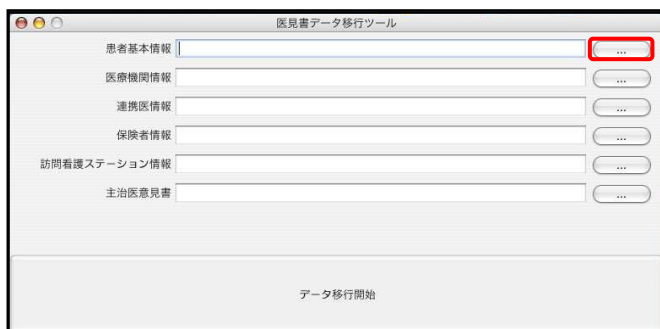 医見書データ移行ツール
患者基本情報 ...
医療機関情報 ...
連携医情報 ...
保険者情報 ...
訪問看護ステーション情報 ...
主治医意見書 ...
データ移行開始